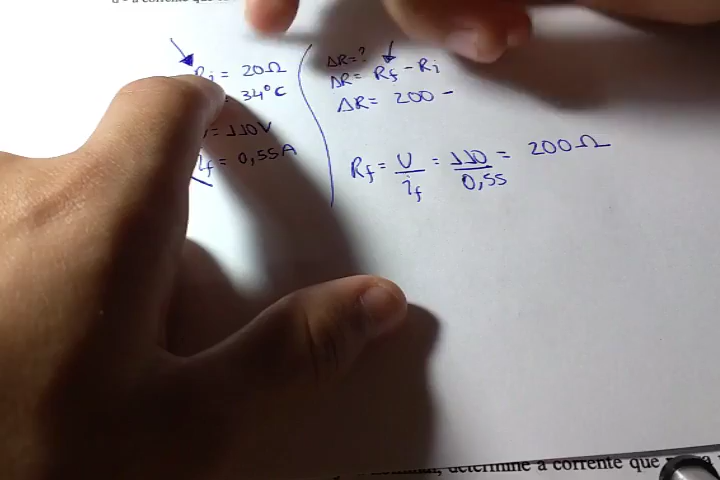 Ri = 20Ω
= 34°C
= 110V
if = 0,55A
ΔR = ?
ΔR = Rf - Ri
ΔR = 200 -
Rf = U/if = 110/0,55 = 200Ω
determine a corrente que